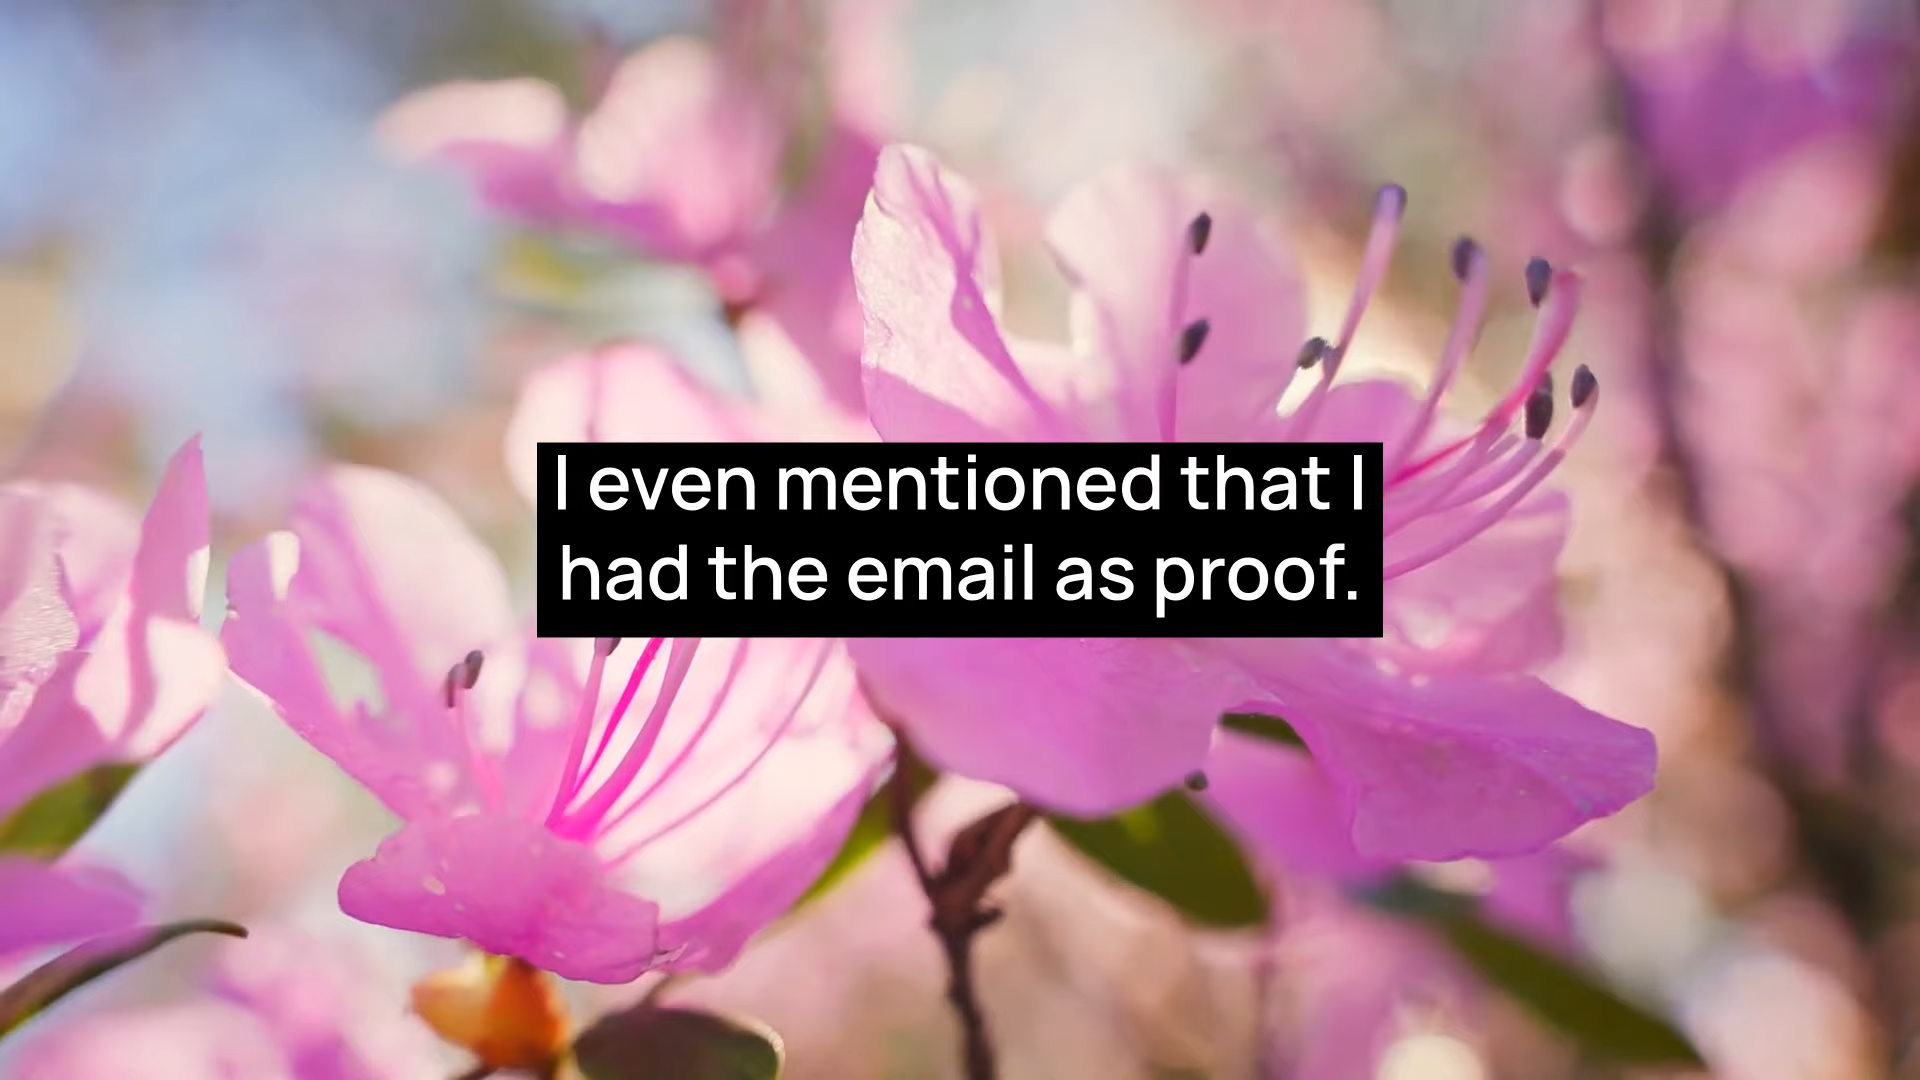 I even mentioned that I
had the email as proof.